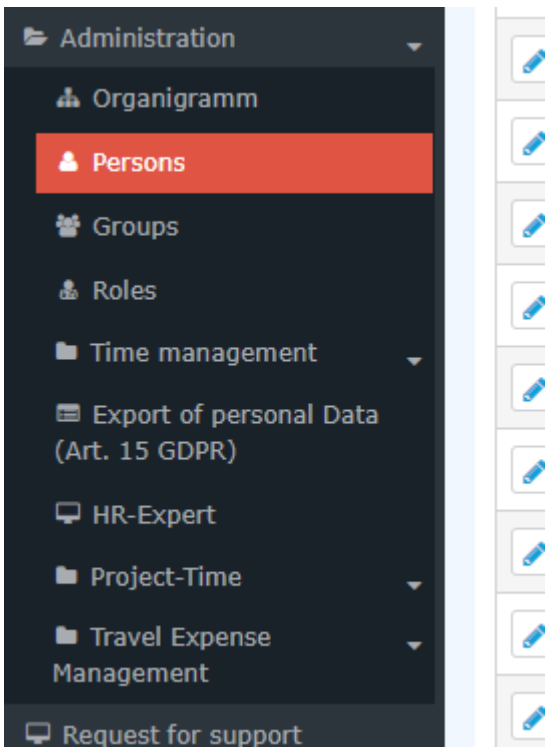 Administration
Organigramm
Persons
Groups
Roles
Time management
Export of personal Data
(Art. 15 GDPR)
HR-Expert
Project-Time
Travel Expense
Management
Request for support